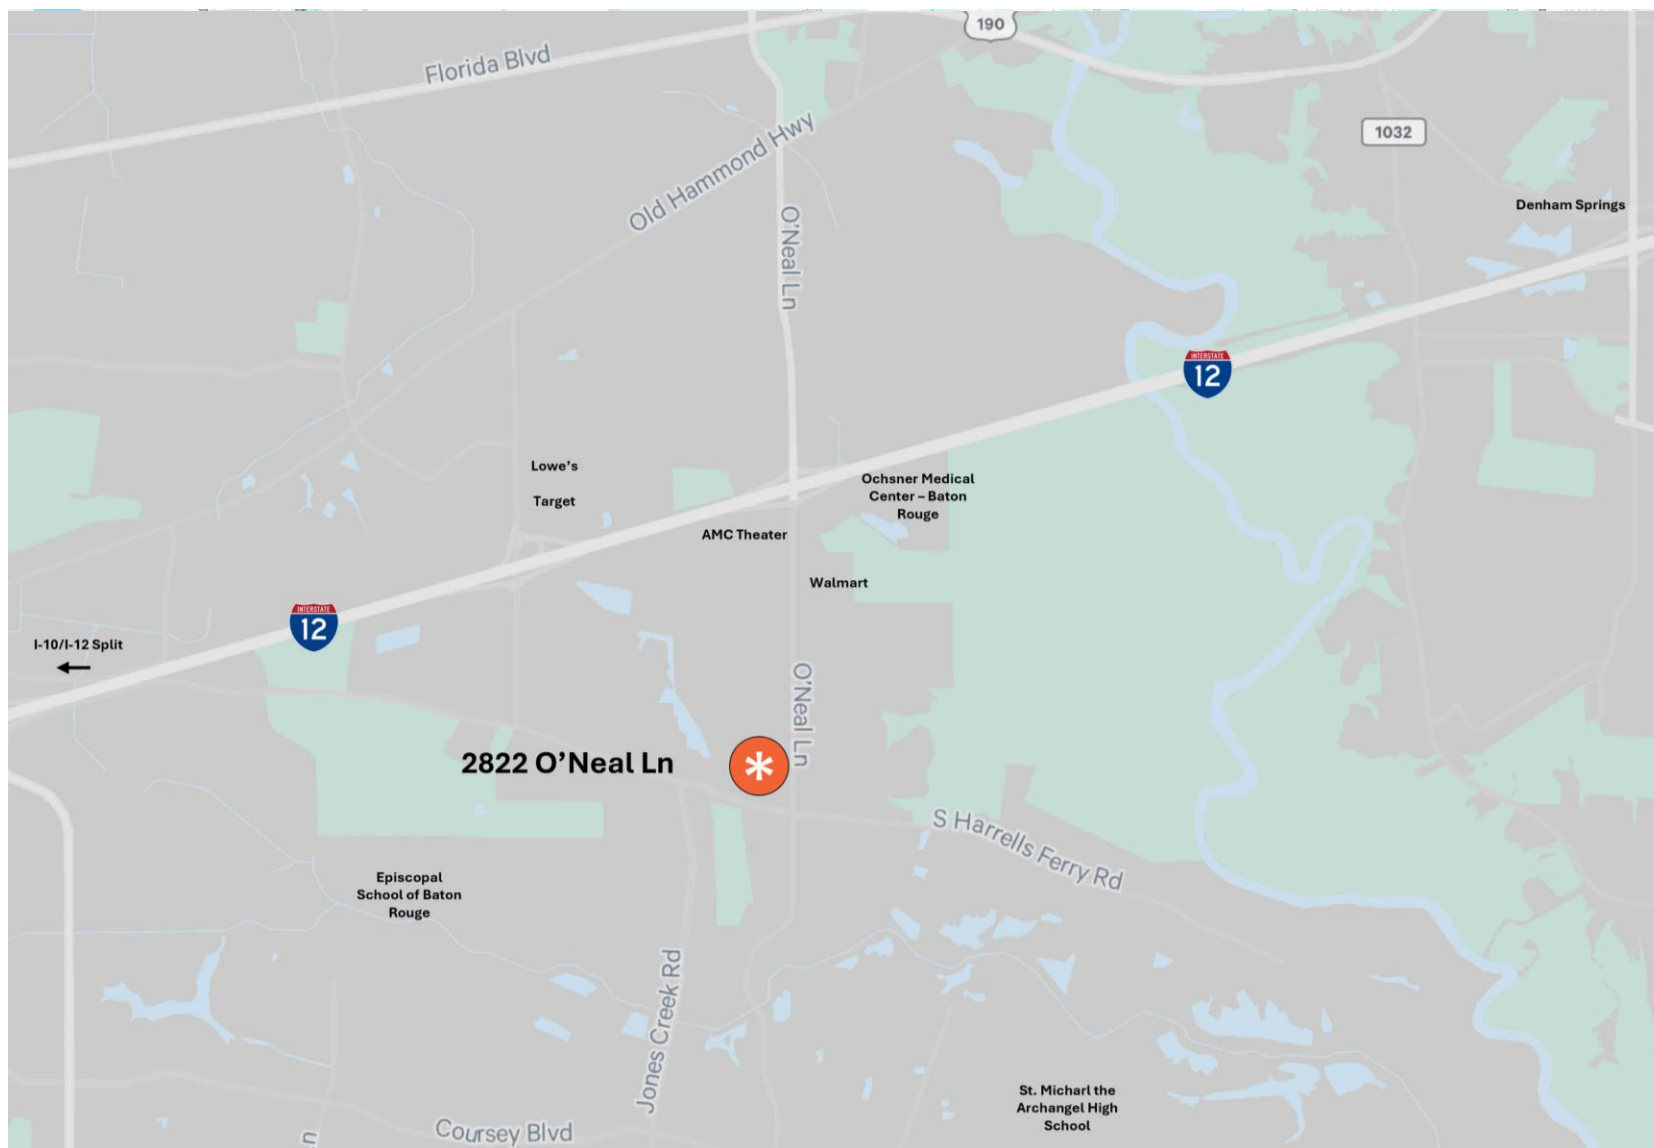 190
Florida Blvd
Old Hammond Hwy
1032
Denham Springs
O'Neal Ln
INTERSTATE
12
Lowe's
Target
Ochsner Medical
Center – Baton
Rouge
AMC Theater
Walmart
INTERSTATE
12
I-10/I-12 Split
O'Neal Ln
2822 O'Neal Ln
*
S Harrells Ferry Rd
Episcopal
School of Baton
Rouge
Jones Creek Rd
St. Micharl the
Archangel High
School
Coursey Blvd
n